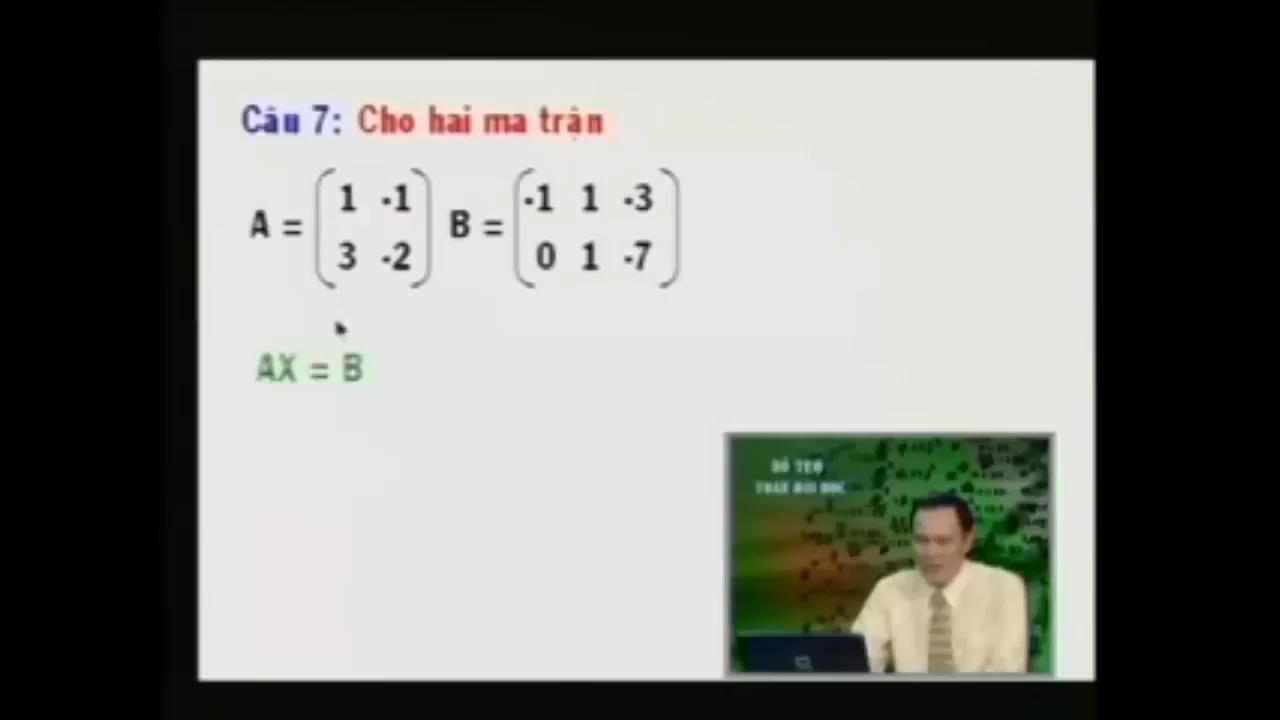 Câu 7: Cho hai ma trận
A = ( 1 -1 B = ( -1 1 -3
3 -2 ) 0 1 -7 )
AX = B